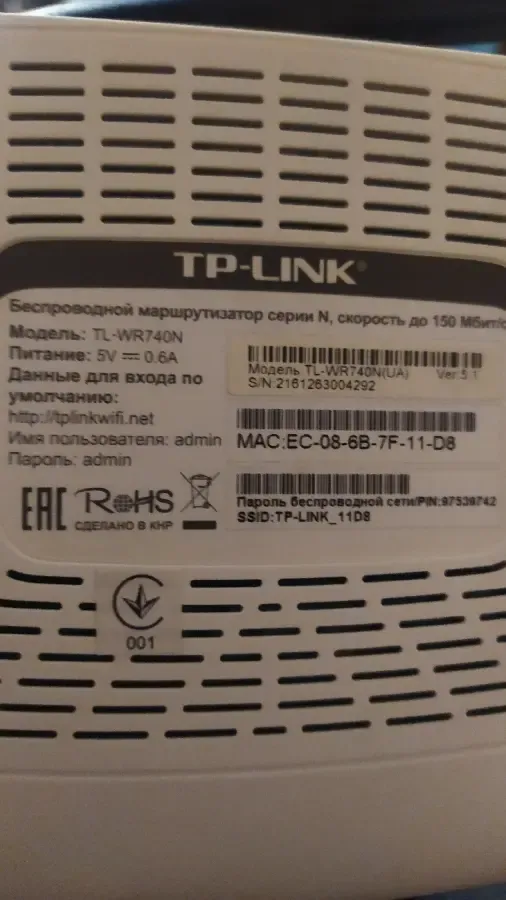 TP-LINK®
Беспроводной маршрутизатор серии N, скорость до 150 Мбит/с
Модель: TL-WR740N
Питание: 5V ⎓ 0.6A
Данные для входа по
умолчанию:
http://tplinkwifi.net
Имя пользователя: admin
Пароль: admin
Модель TL-WR740N(UA) Ver:5.1
S/N:2161263004292
MAC:EC-08-6B-7F-11-D8
Пароль беспроводной сети/PIN:97539742
SSID:TP-LINK_11D8
EAC RoHS
СДЕЛАНО В КНР
001